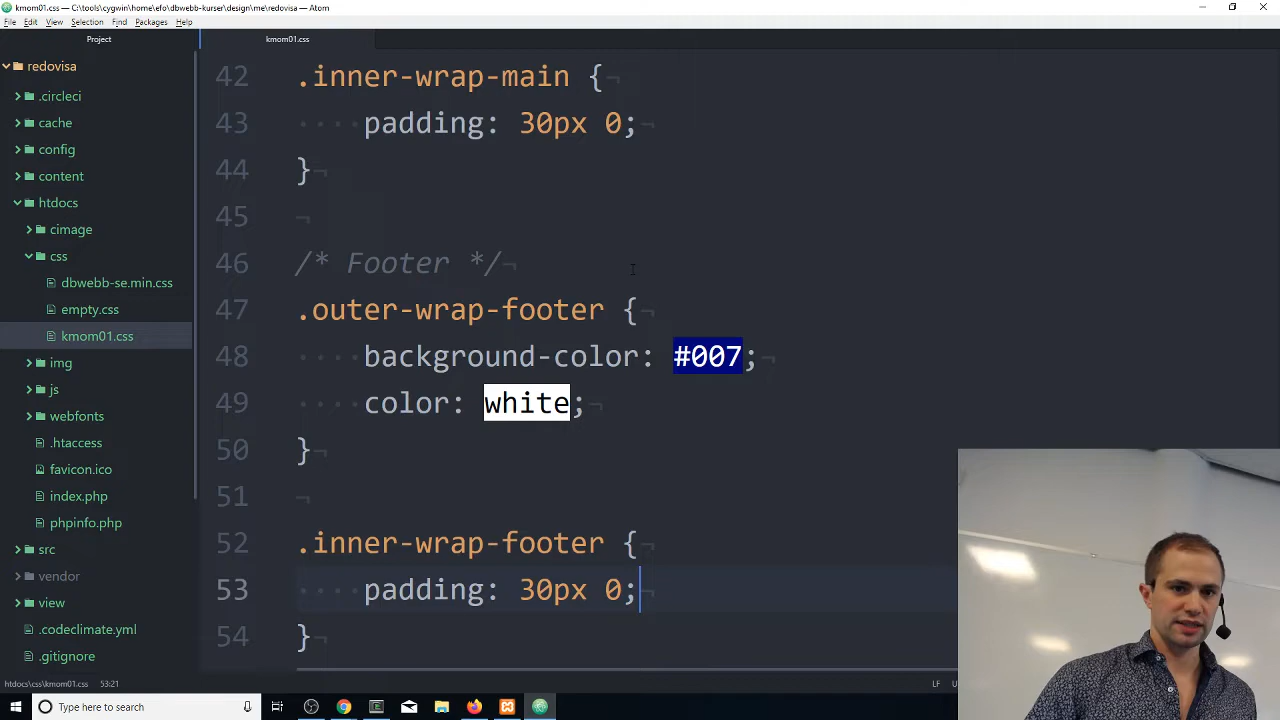 kmom01.css — C:\tools\cygwin\home\efo\dbwebb-kurser\design\me\redovisa — Atom
File Edit View Selection Find Packages Help
Project
kmom01.css
redovisa
.circleci
cache
config
content
htdocs
cimage
css
dbwebb-se.min.css
empty.css
kmom01.css
img
js
webfonts
.htaccess
favicon.ico
index.php
phpinfo.php
src
vendor
view
.codeclimate.yml
.gitignore
42 .inner-wrap-main {
43 padding: 30px 0;
44 }
45
46 /* Footer */
47 .outer-wrap-footer {
48 background-color: #007;
49 color: white;
50 }
51
52 .inner-wrap-footer {
53 padding: 30px 0;
54 }
htdocs\css\kmom01.css 53:21
LF
Type here to search